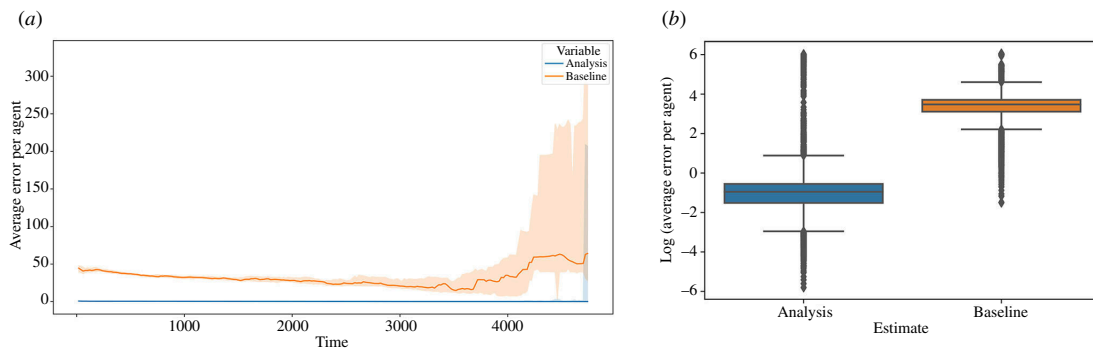 (a)
Average error per agent
300
250
200
150
100
50
0
1000
2000
3000
4000
Time
Variable
Analysis
Baseline
(b)
Log (average error per agent)
6
4
2
0
−2
−4
−6
Analysis
Baseline
Estimate